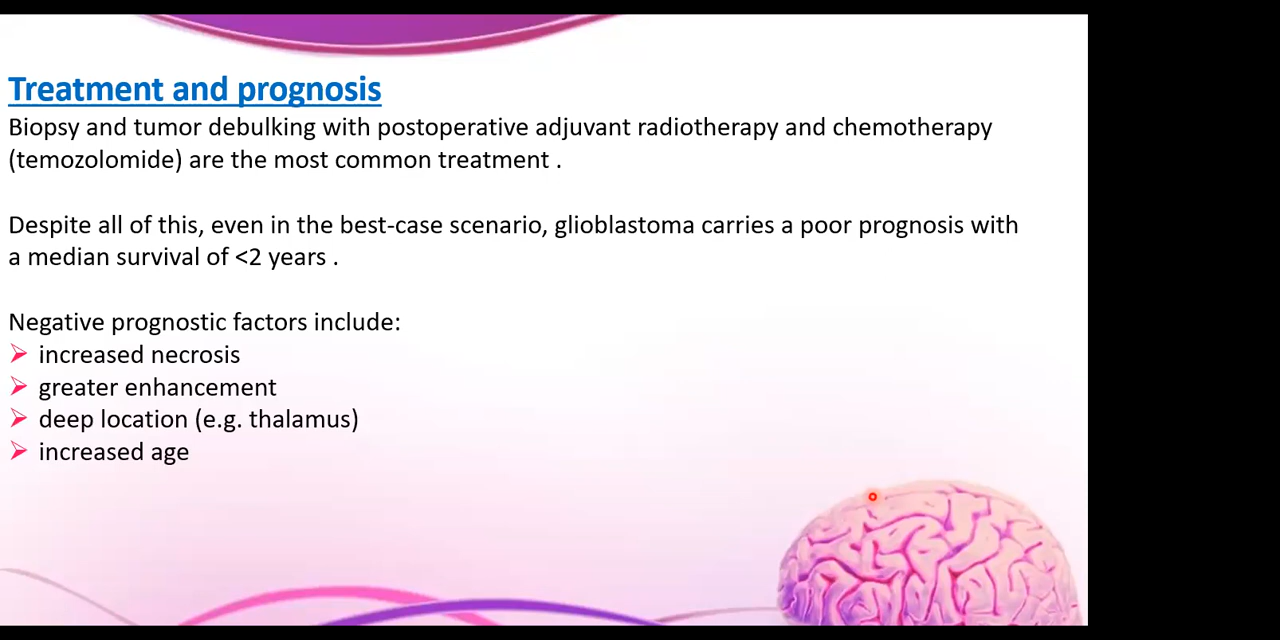 Treatment and prognosis
Biopsy and tumor debulking with postoperative adjuvant radiotherapy and chemotherapy
(temozolomide) are the most common treatment .
Despite all of this, even in the best-case scenario, glioblastoma carries a poor prognosis with
a median survival of <2 years .
Negative prognostic factors include:
increased necrosis
greater enhancement
deep location (e.g. thalamus)
increased age